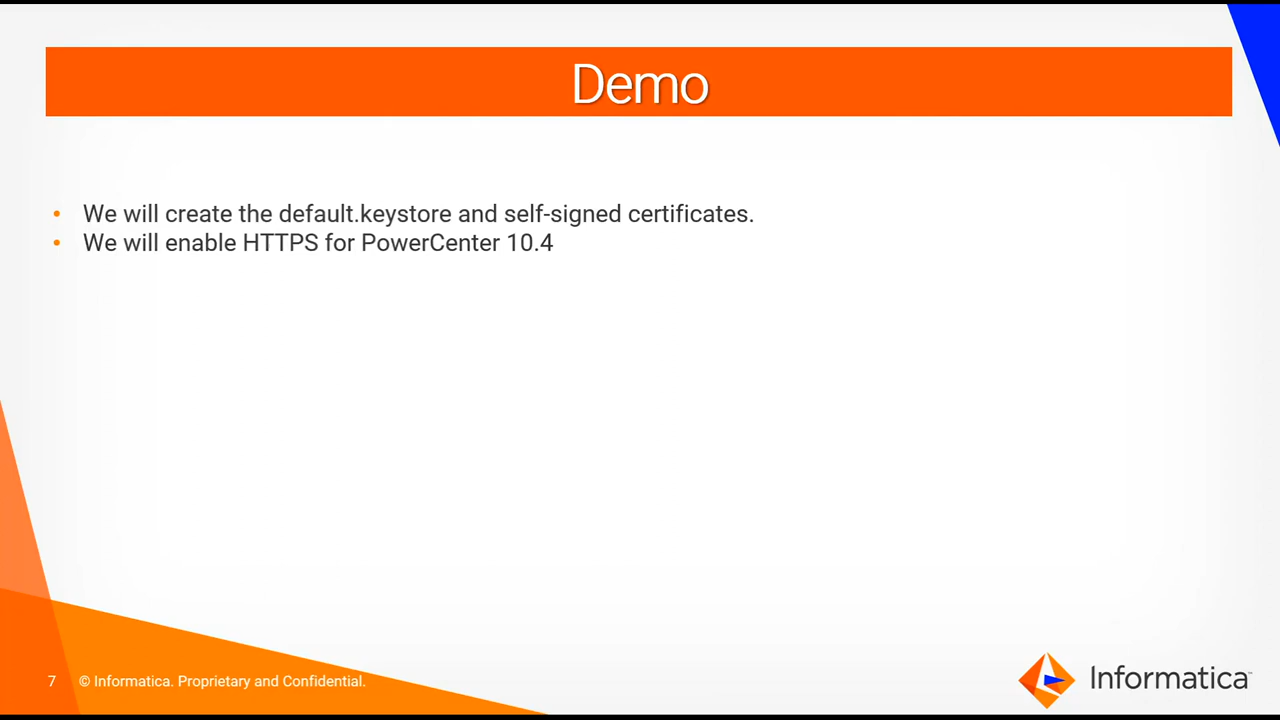 Demo
• We will create the default.keystore and self-signed certificates.
• We will enable HTTPS for PowerCenter 10.4
7 © Informatica. Proprietary and Confidential.
Informatica™